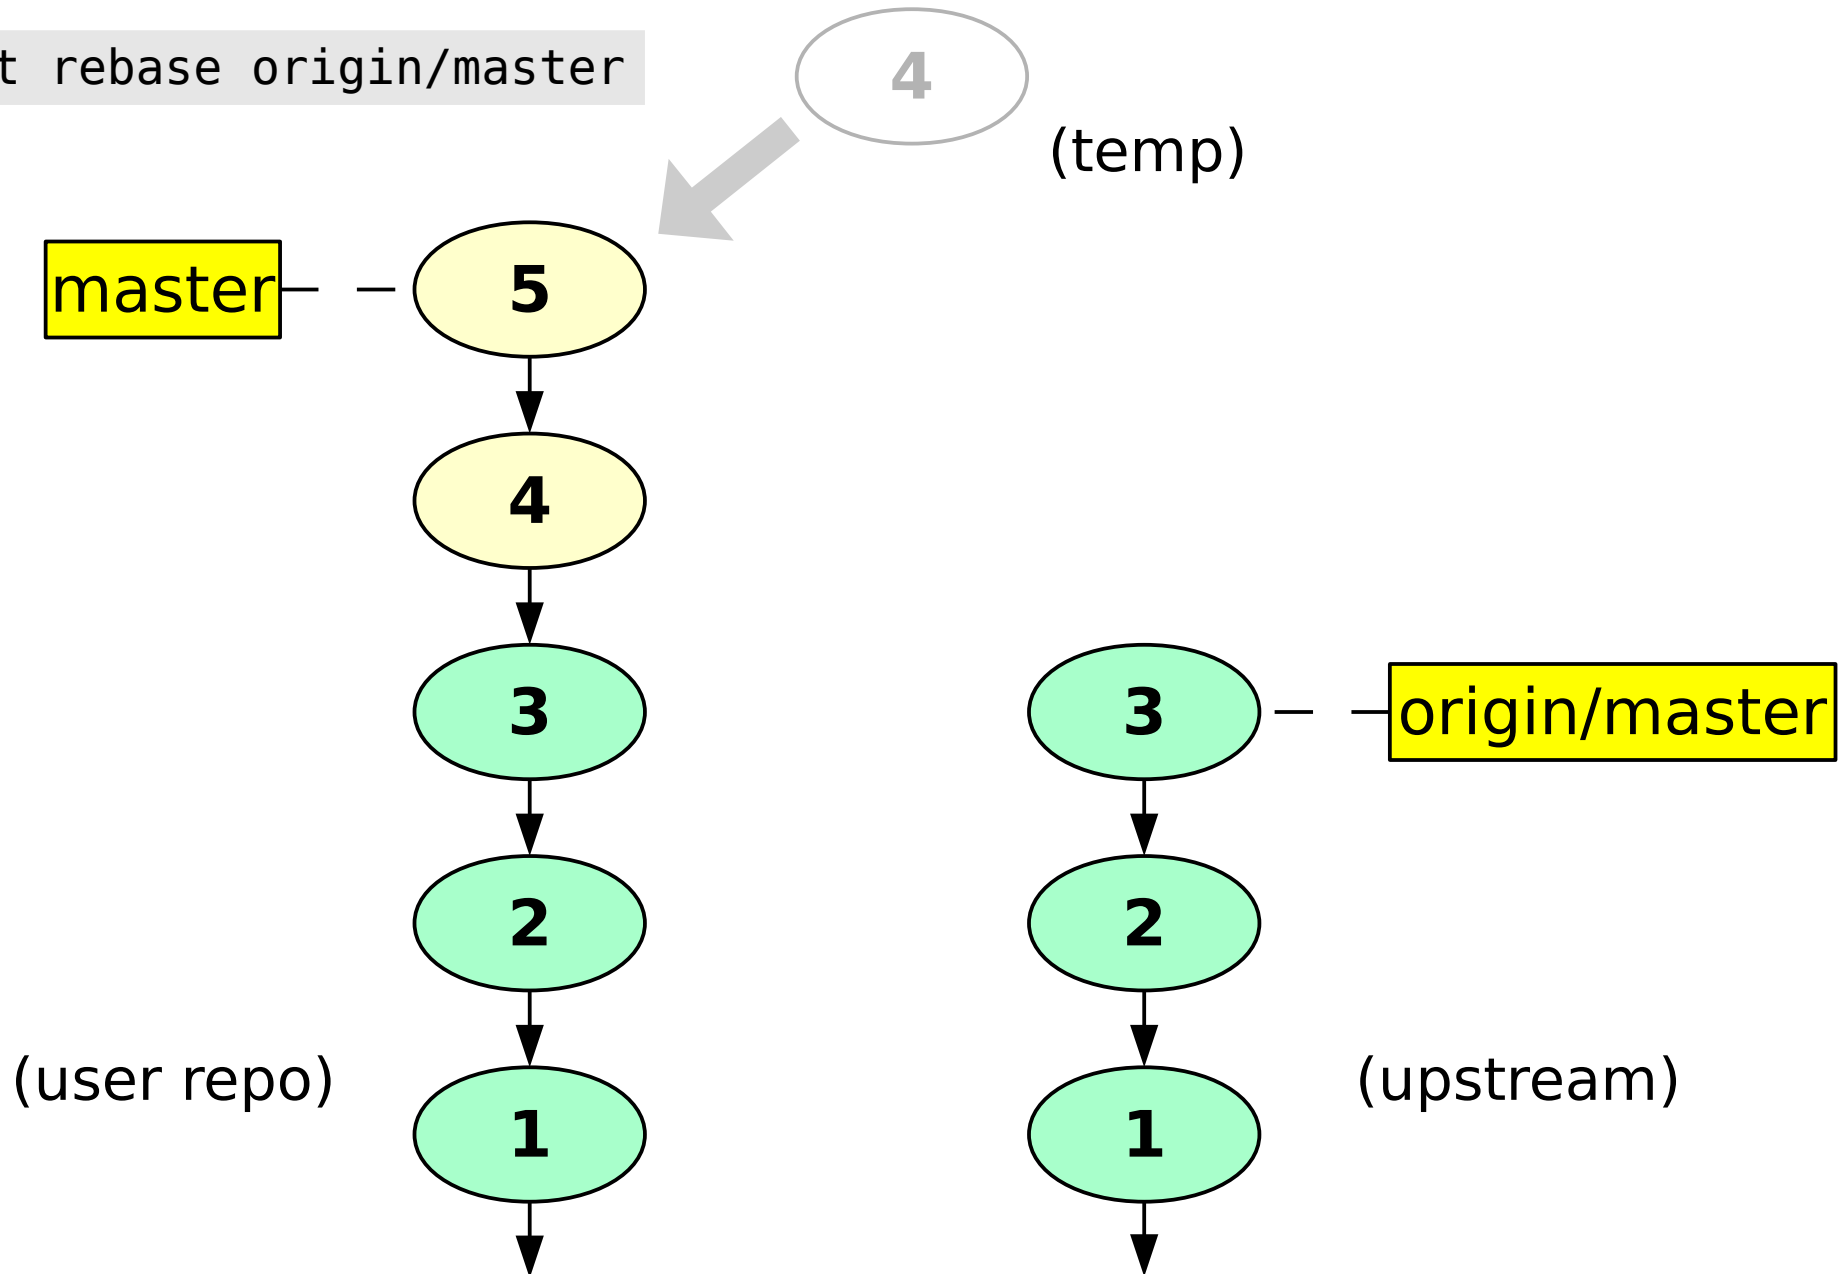 t rebase origin/master
4
(temp)
master
5
4
3
3
origin/master
2
2
(user repo)
(upstream)
1
1